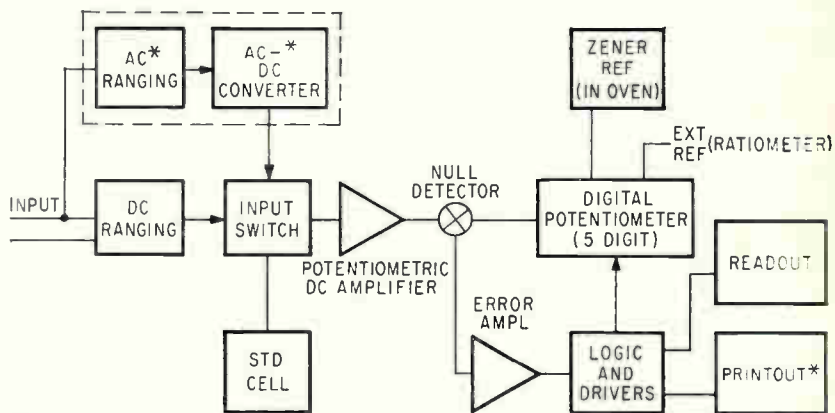 AC*
RANGING
AC-*
DC
CONVERTER
ZENER
REF
(IN OVEN)
EXT
REF
(RATIOMETER)
NULL
DETECTOR
INPUT
DC
RANGING
INPUT
SWITCH
DIGITAL
POTENTIOMETER
(5 DIGIT)
POTENTIOMETRIC
DC AMPLIFIER
READOUT
ERROR
AMPL
STD
CELL
LOGIC
AND
DRIVERS
PRINTOUT*